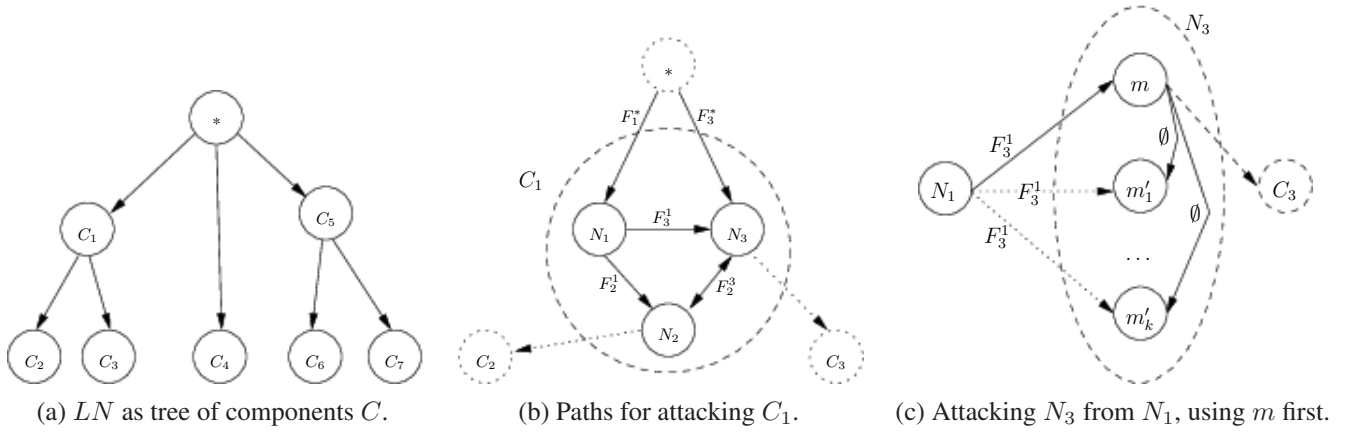 *
C₁
C₅
C₂
C₃
C₄
C₆
C₇
(a) LN as tree of components C.
*
F₁*
F₃*
C₁
N₁
F₃¹
N₃
F₂¹
F₂³
N₂
C₂
C₃
(b) Paths for attacking C₁.
N₃
m
F₃¹
∅
N₁
F₃¹
m′₁
C₃
F₃¹
∅
...
m′ₖ
(c) Attacking N₃ from N₁, using m first.